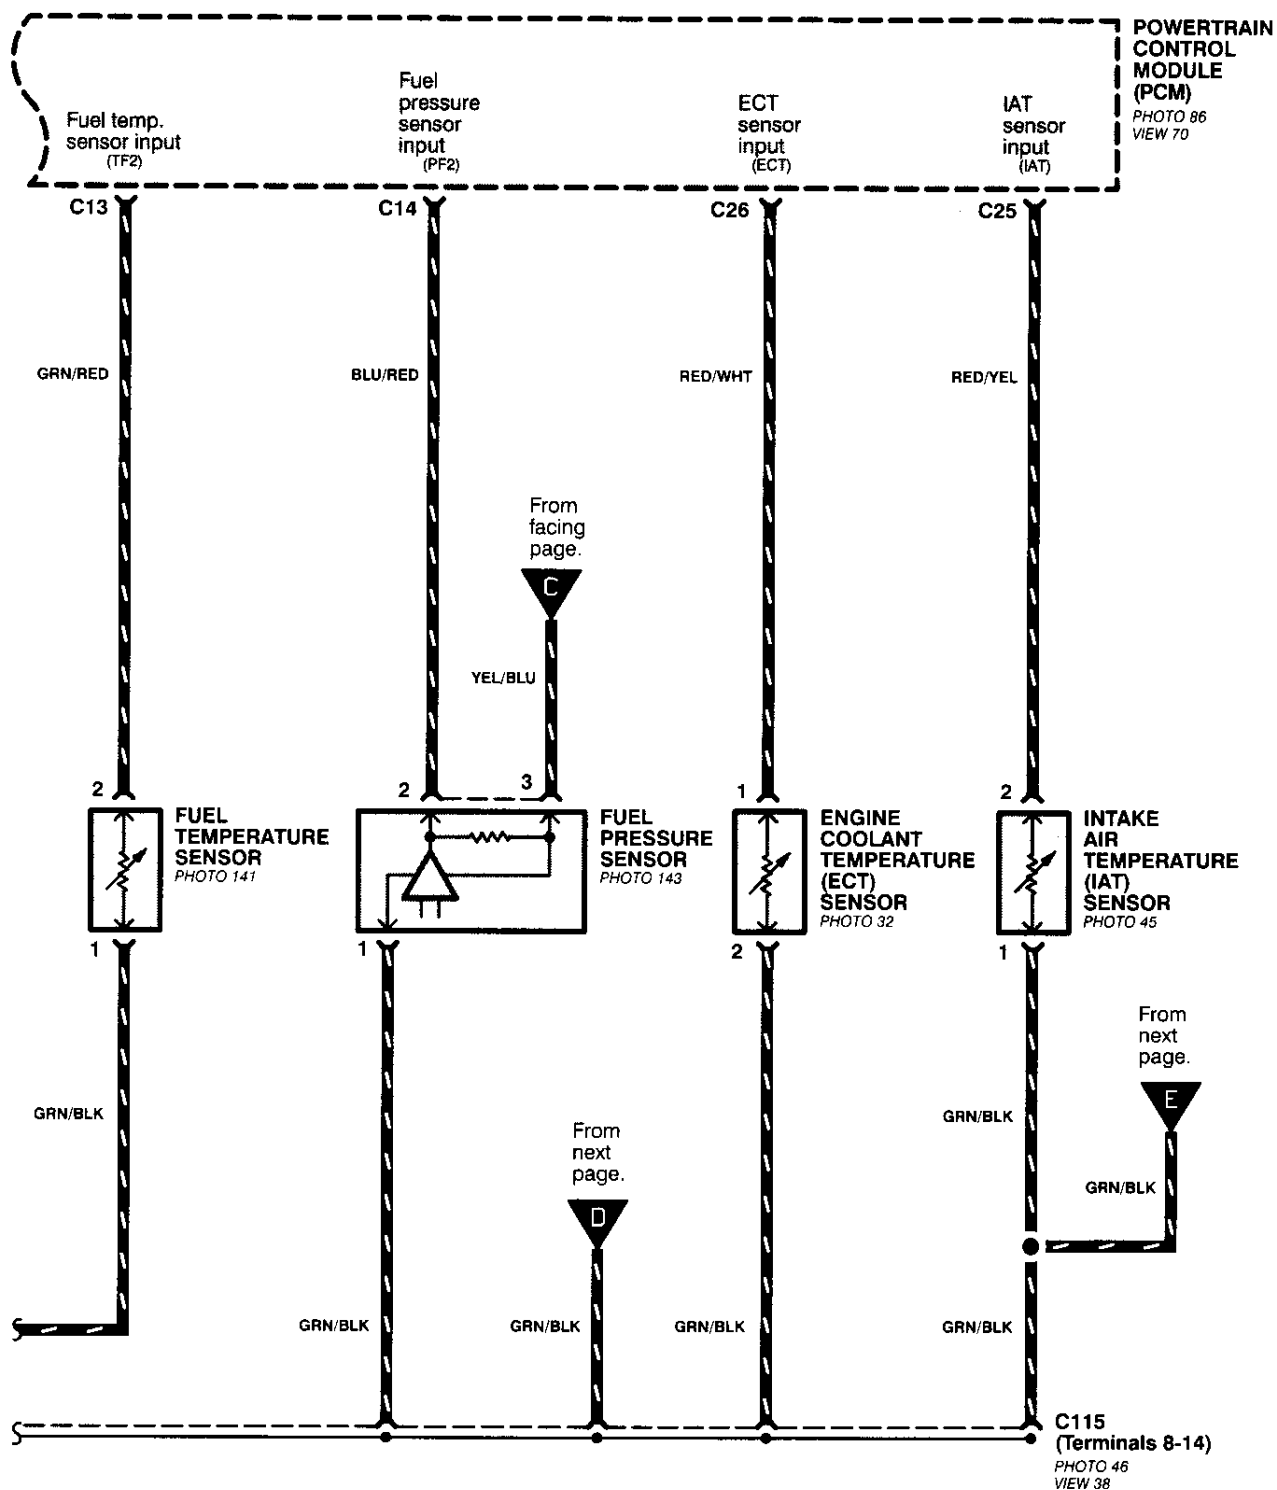 POWERTRAIN
CONTROL
MODULE
(PCM)
PHOTO 86
VIEW 70
Fuel temp.
sensor input
(TF2)
Fuel
pressure
sensor
input
(PF2)
ECT
sensor
input
(ECT)
IAT
sensor
input
(IAT)
C13
C14
C26
C25
GRN/RED
BLU/RED
RED/WHT
RED/YEL
From
facing
page.
C
YEL/BLU
2
2
3
1
2
FUEL
TEMPERATURE
SENSOR
PHOTO 141
FUEL
PRESSURE
SENSOR
PHOTO 143
ENGINE
COOLANT
TEMPERATURE
(ECT)
SENSOR
PHOTO 32
INTAKE
AIR
TEMPERATURE
(IAT)
SENSOR
PHOTO 45
1
1
2
1
From
next
page.
E
GRN/BLK
GRN/BLK
GRN/BLK
From
next
page.
D
GRN/BLK
GRN/BLK
GRN/BLK
GRN/BLK
C115
(Terminals 8-14)
PHOTO 46
VIEW 38